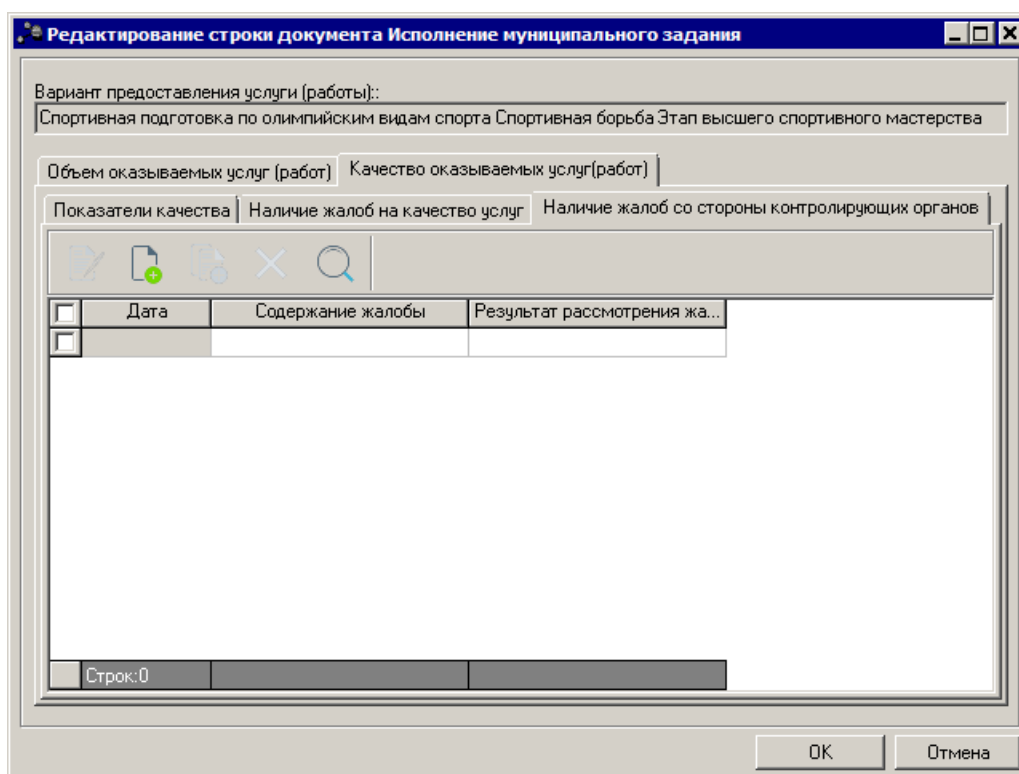 Редактирование строки документа Исполнение муниципального задания
Вариант предоставления услуги (работы)::
Спортивная подготовка по олимпийским видам спорта Спортивная борьба Этап высшего спортивного мастерства
Объем оказываемых услуг (работ) Качество оказываемых услуг(работ)
Показатели качества Наличие жалоб на качество услуг Наличие жалоб со стороны контролирующих органов
Дата Содержание жалобы Результат рассмотрения жа...
Строк:0
OK Отмена